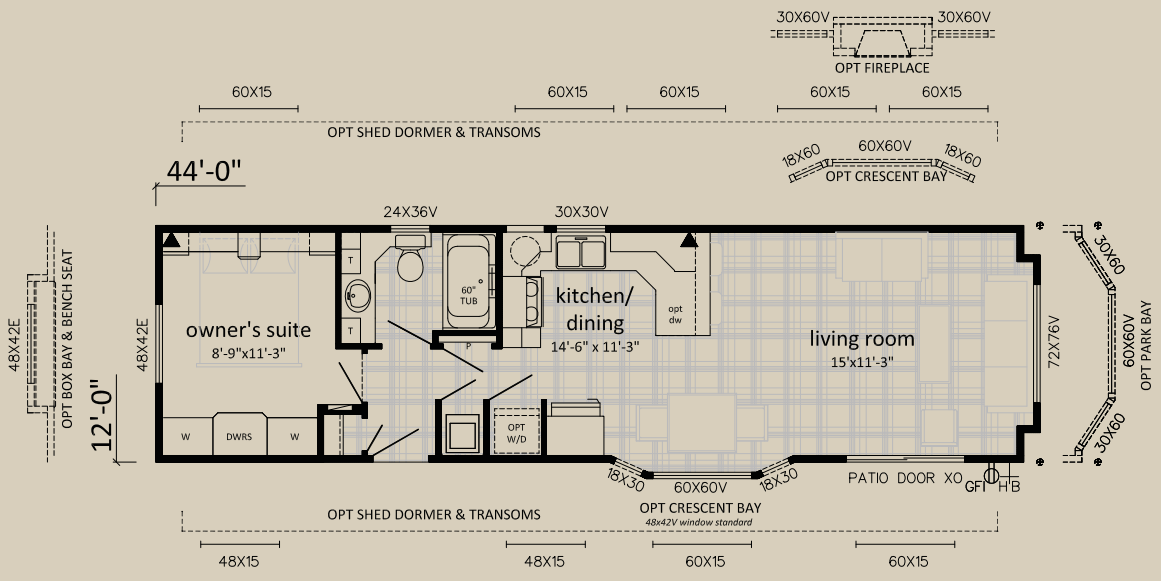 30X60V 30X60V
OPT FIREPLACE
60X15 60X15 60X15 60X15 60X15
OPT SHED DORMER & TRANSOMS
18X60 60X60V 18X60
OPT CRESCENT BAY
44'-0"
24X36V 30X30V
48X42E
OPT BOX BAY & BENCH SEAT
48X42E
12'-0"
owner's suite
8'-9"x11'-3"
W DWRS W
T
T
60"
TUB
P
kitchen/
dining
14'-6" x 11'-3"
opt
dw
OPT
W/D
living room
15'x11'-3"
72X76V
30X60
60X60V
30X60
OPT PARK BAY
18X30 60X60V 18X30
PATIO DOOR XO
GFI HB
OPT CRESCENT BAY
48x42V window standard
OPT SHED DORMER & TRANSOMS
48X15 48X15 60X15 60X15